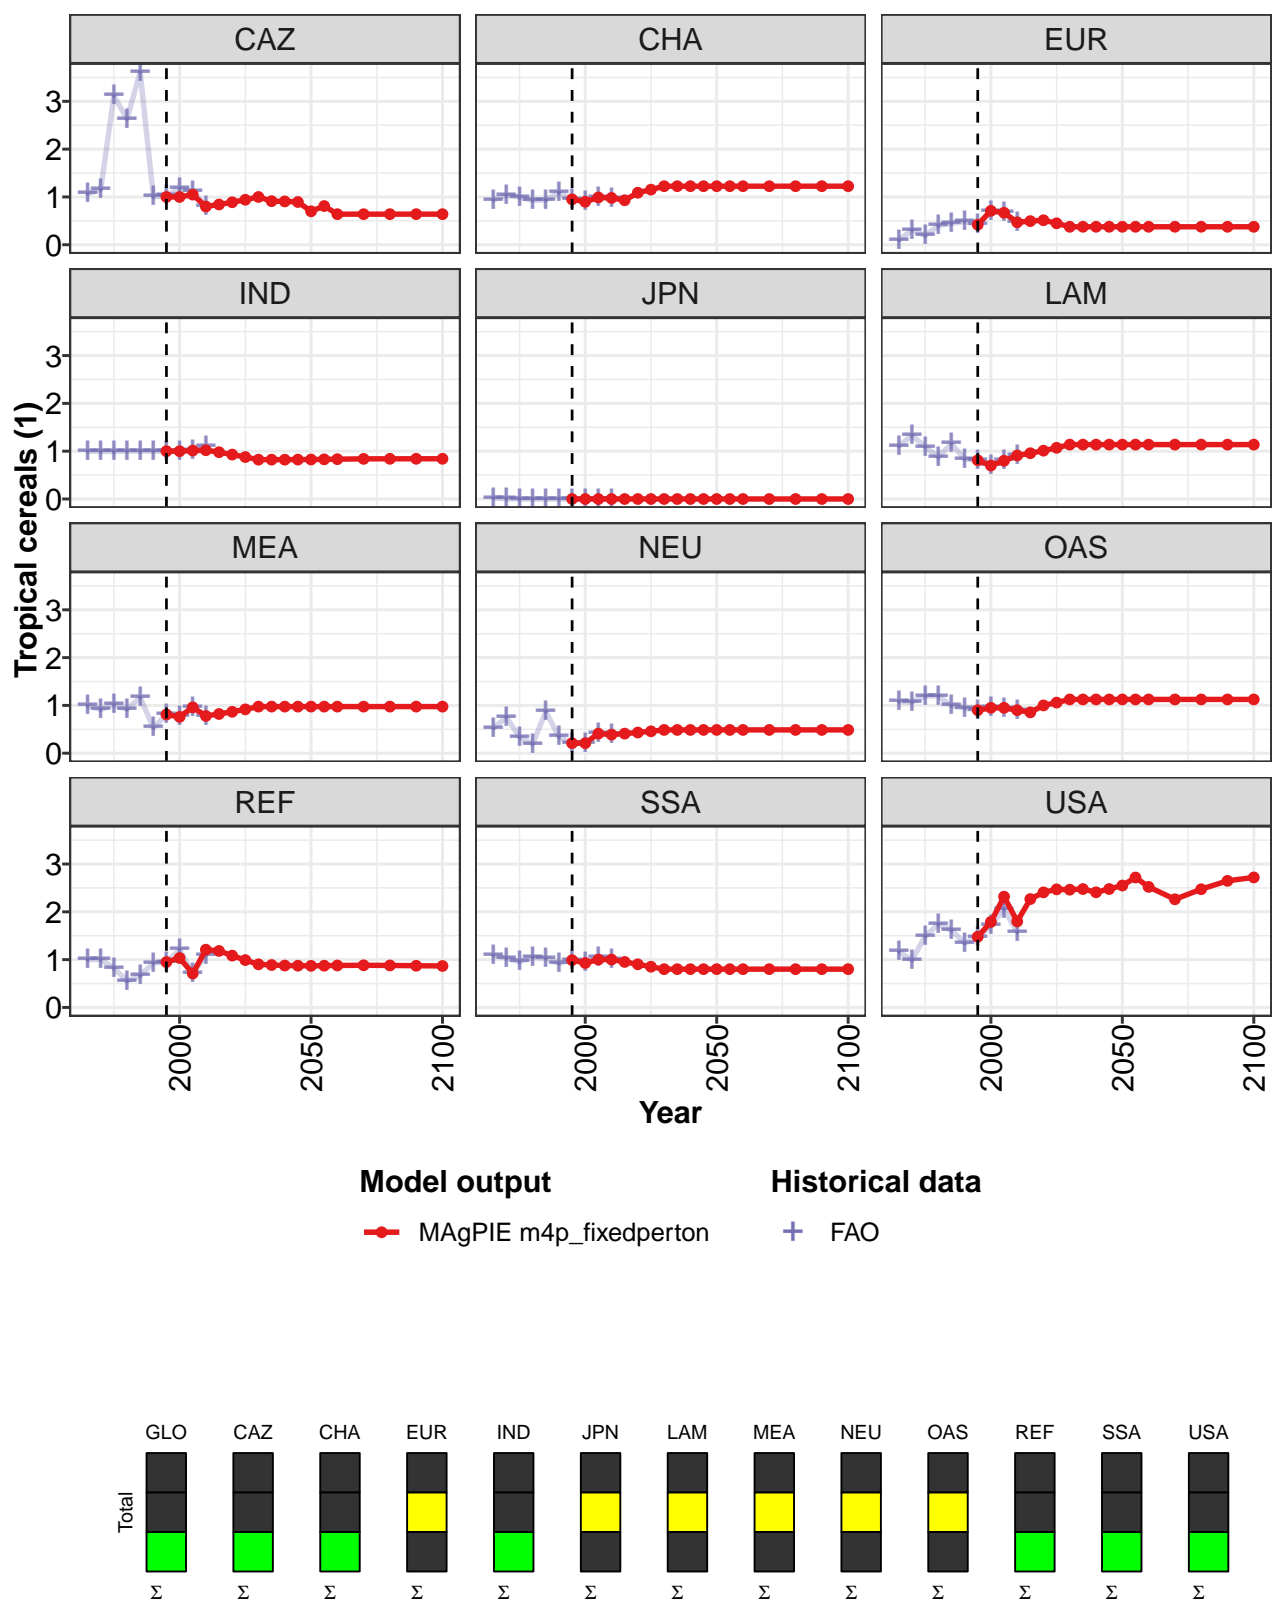 CAZ CHA EUR
3
2
1
0
IND JPN LAM
3
2
1
0
MEA NEU OAS
3
2
1
0
REF SSA USA
3
2
1
0
Tropical cereals (1)
2000 2050 2100 2000 2050 2100 2000 2050 2100
Year
Model output Historical data
MAgPIE m4p_fixedperton FAO
GLO CAZ CHA EUR IND JPN LAM MEA NEU OAS REF SSA USA
Total
Σ Σ Σ Σ Σ Σ Σ Σ Σ Σ Σ Σ Σ